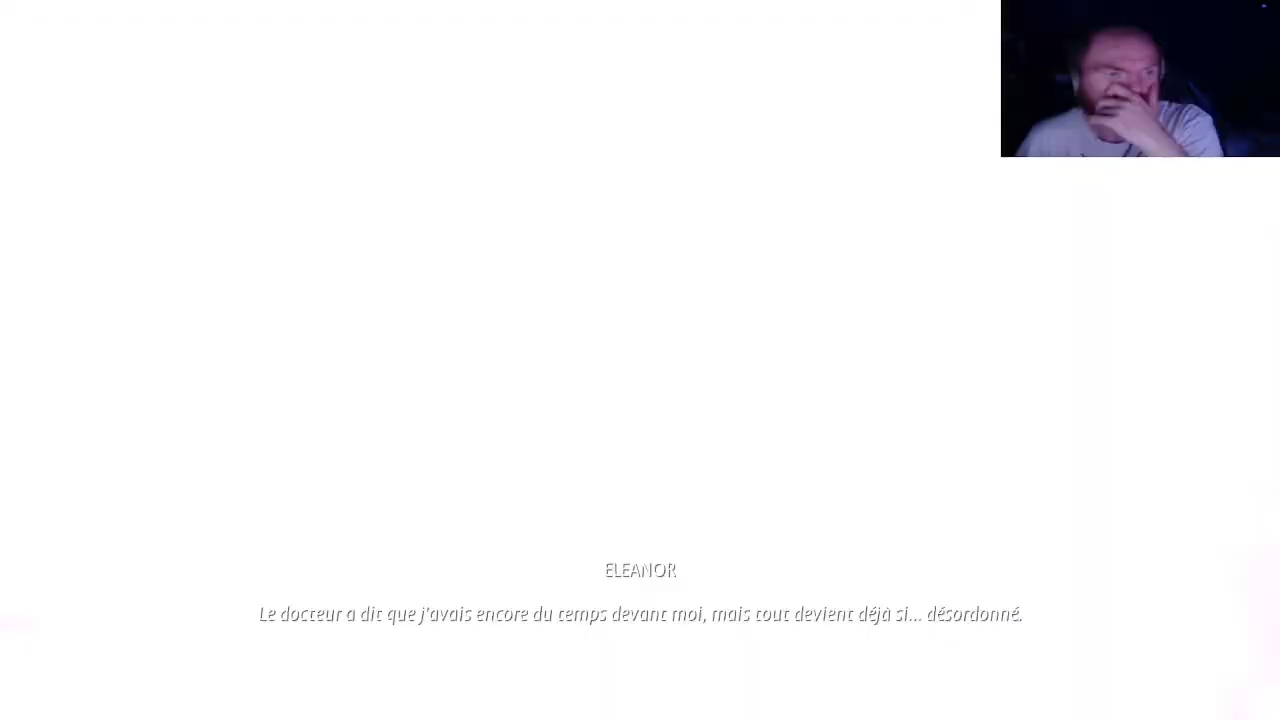 ELEANOR
Le docteur a dit que j'avais encore du temps devant moi, mais tout devient déjà si... désordonné.